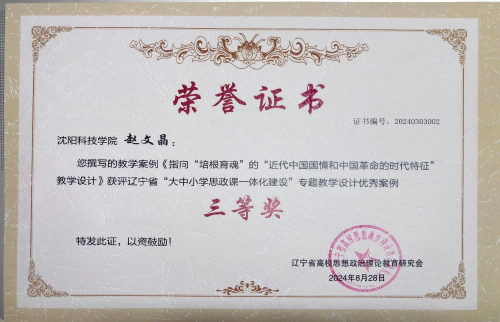 荣誉证书
证书编号：20240303002
沈阳科技学院 赵文晶：
您撰写的教学案例《指向“培根育魂”的“近代中国国情和中国革命的时代特征”
教学设计》获评辽宁省“大中小学思政课一体化建设”专题教学设计优秀案例
三等奖
特发此证，以资鼓励！
辽宁省高校思想政治理论教育研究会
2024年8月28日